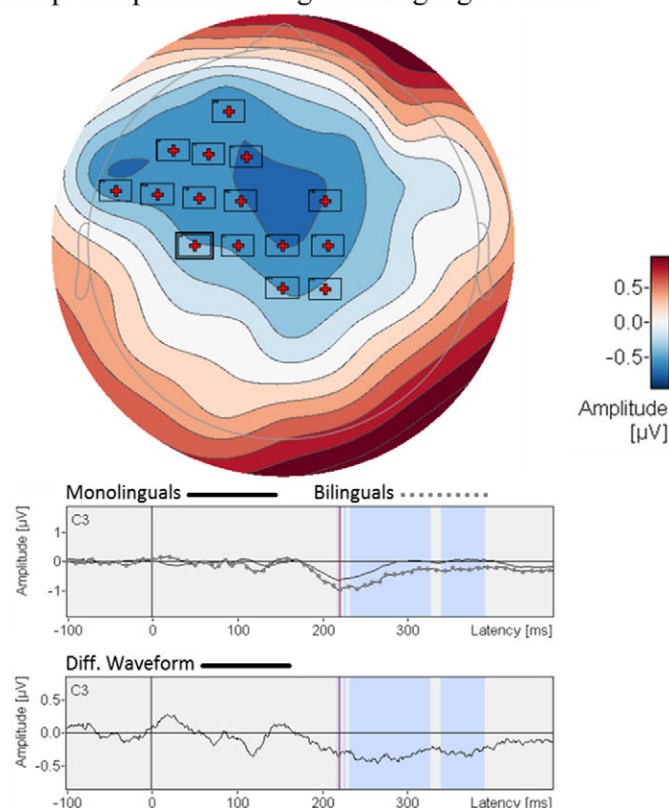 0.5-
0.0-
-0.5-
Amplitude
[µV]
Monolinguals
Bilinguals
C3
Amplitude [µV]
1
0
-1
-100
0
100
200
300
Latency [ms]
Diff. Waveform
C3
Amplitude [µV]
0.5
0.0
-0.5
-100
0
100
200
300
Latency [ms]